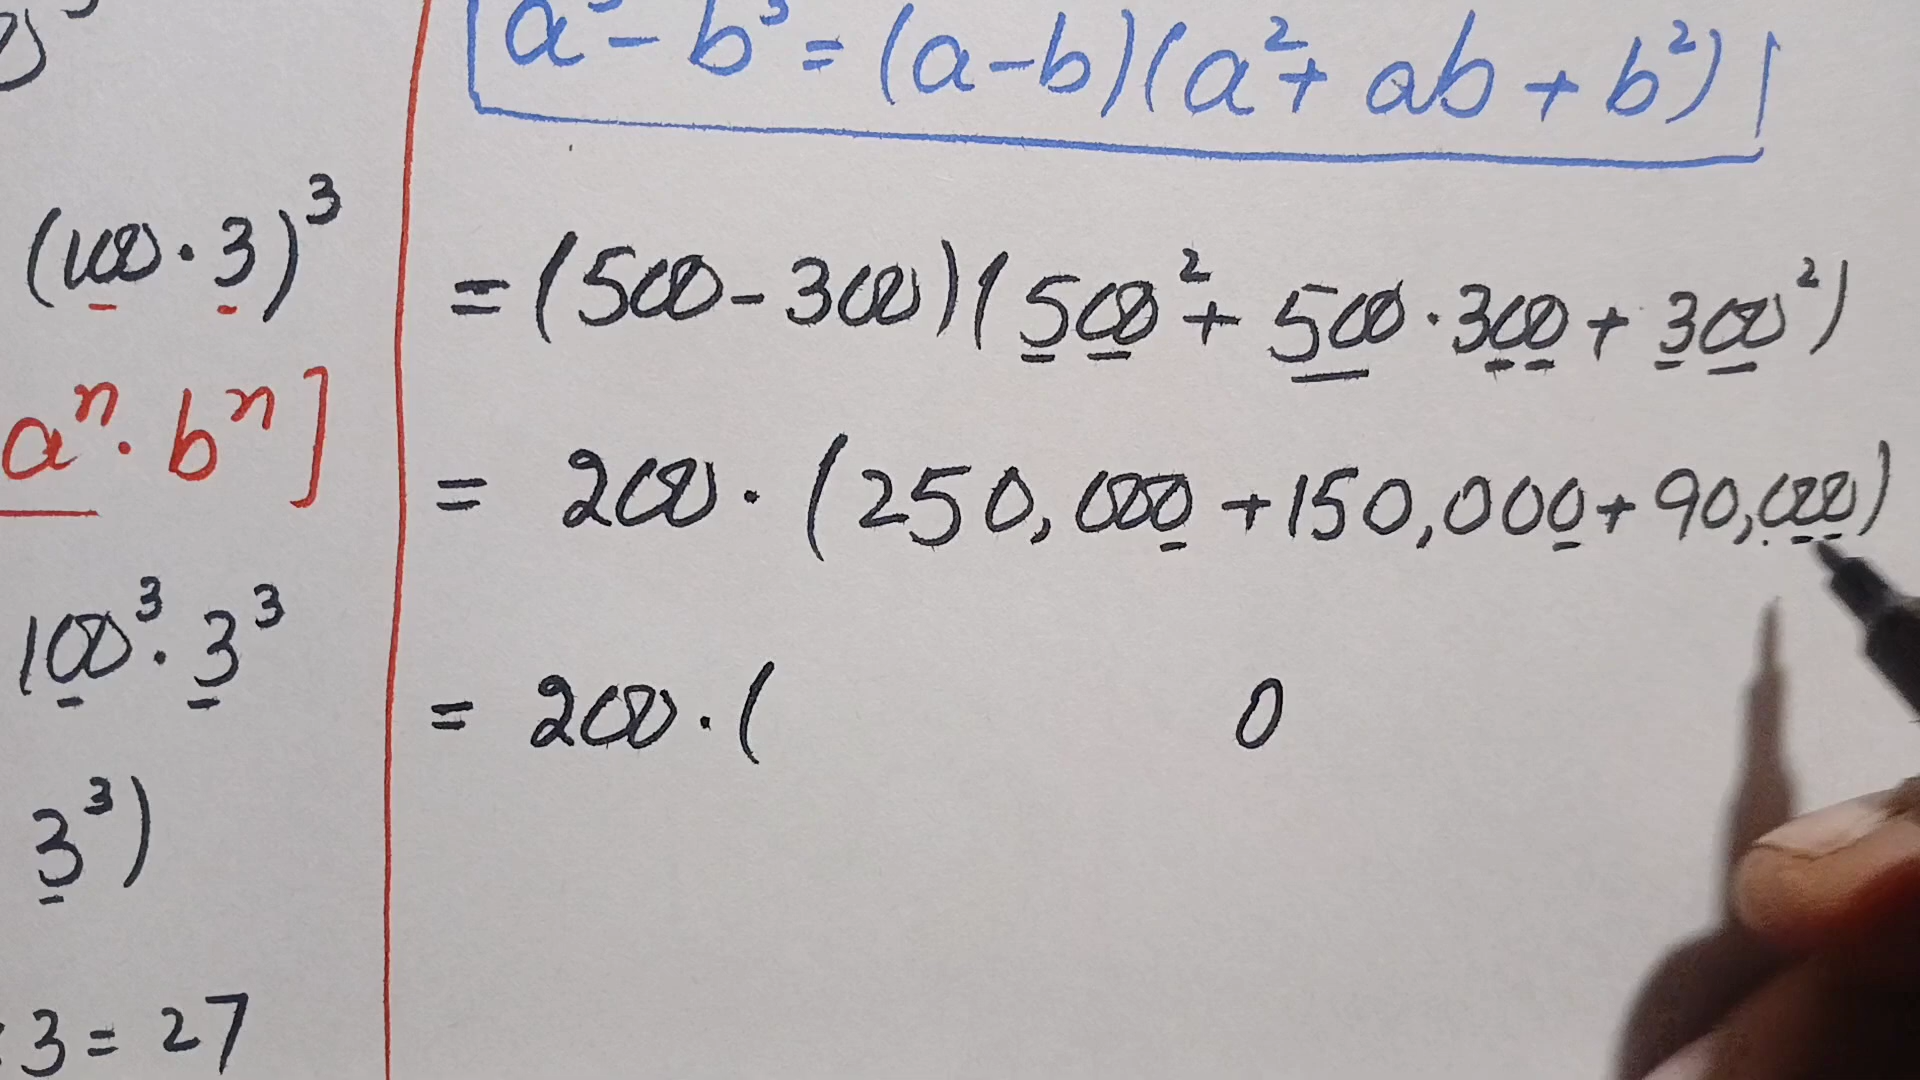 (100·3)³
aⁿ·bⁿ]
100³·3³
3³)
3 = 27
a³ - b³ = (a-b)(a² + ab + b²)
= (500 - 300)(500² + 500·300 + 300²)
= 200·(250,000 + 150,000 + 90,000)
= 200·( 0